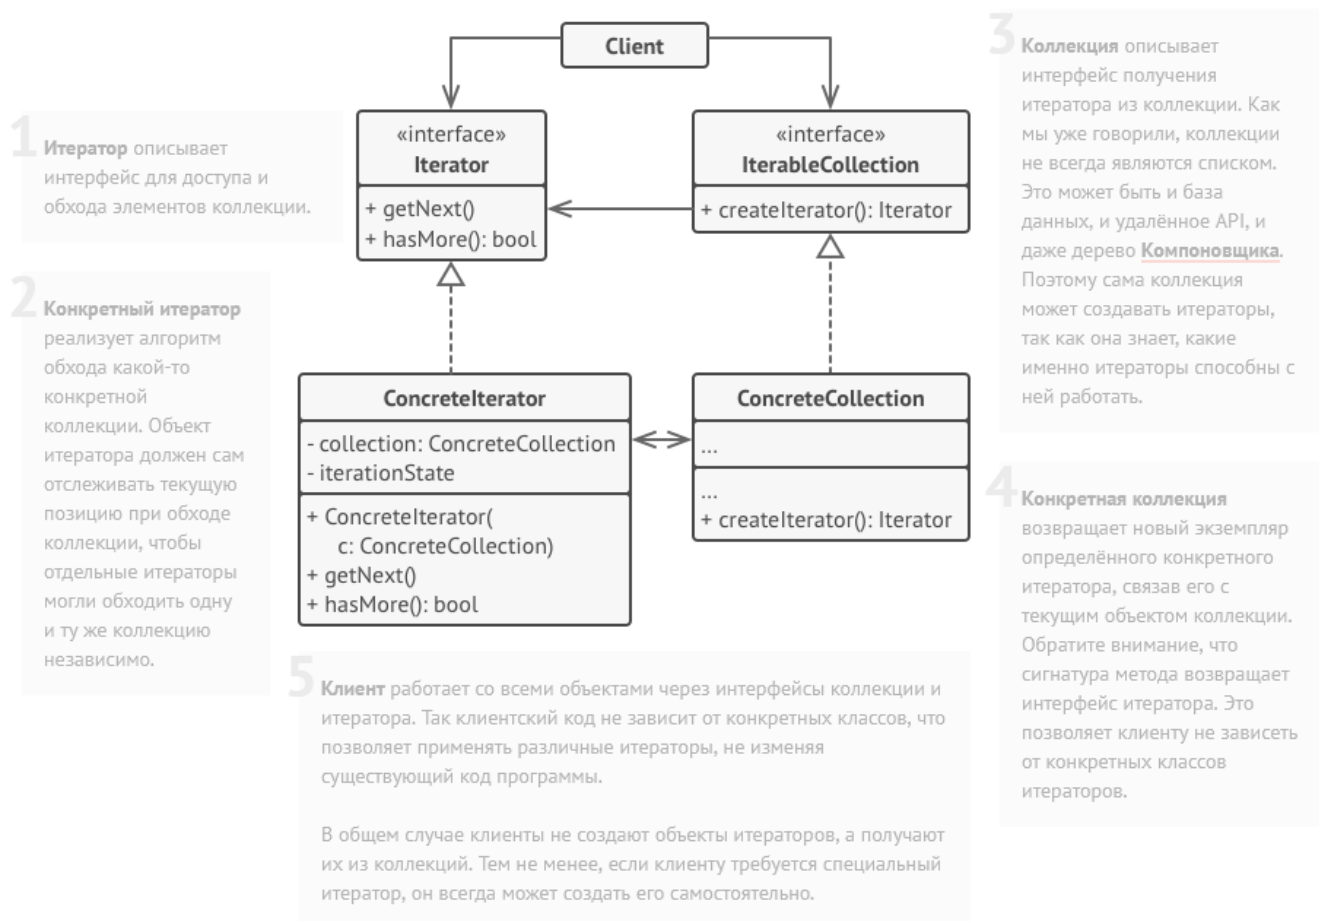 Client
«interface»
Iterator
+ getNext()
+ hasMore(): bool
«interface»
IterableCollection
+ createIterator(): Iterator
ConcreteIterator
- collection: ConcreteCollection
- iterationState
+ ConcreteIterator(
c: ConcreteCollection)
+ getNext()
+ hasMore(): bool
ConcreteCollection
...
...
+ createIterator(): Iterator
1
Итератор описывает
интерфейс для доступа и
обхода элементов коллекции.
2
Конкретный итератор
реализует алгоритм
обхода какой-то
конкретной
коллекции. Объект
итератора должен сам
отслеживать текущую
позицию при обходе
коллекции, чтобы
отдельные итераторы
могли обходить одну
и ту же коллекцию
независимо.
3
Коллекция описывает
интерфейс получения
итератора из коллекции. Как
мы уже говорили, коллекции
не всегда являются списком.
Это может быть и база
данных, и удалённое API, и
даже дерево Компоновщика.
Поэтому сама коллекция
может создавать итераторы,
так как она знает, какие
именно итераторы способны с
ней работать.
4
Конкретная коллекция
возвращает новый экземпляр
определённого конкретного
итератора, связав его с
текущим объектом коллекции.
Обратите внимание, что
сигнатура метода возвращает
интерфейс итератора. Это
позволяет клиенту не зависеть
от конкретных классов
итераторов.
5
Клиент работает со всеми объектами через интерфейсы коллекции и
итератора. Так клиентский код не зависит от конкретных классов, что
позволяет применять различные итераторы, не изменяя
существующий код программы.
В общем случае клиенты не создают объекты итераторов, а получают
их из коллекций. Тем не менее, если клиенту требуется специальный
итератор, он всегда может создать его самостоятельно.